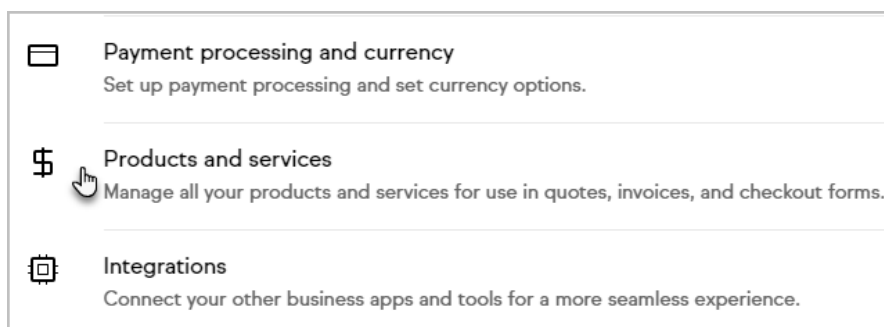 Payment processing and currency
Set up payment processing and set currency options.
Products and services
Manage all your products and services for use in quotes, invoices, and checkout forms.
Integrations
Connect your other business apps and tools for a more seamless experience.